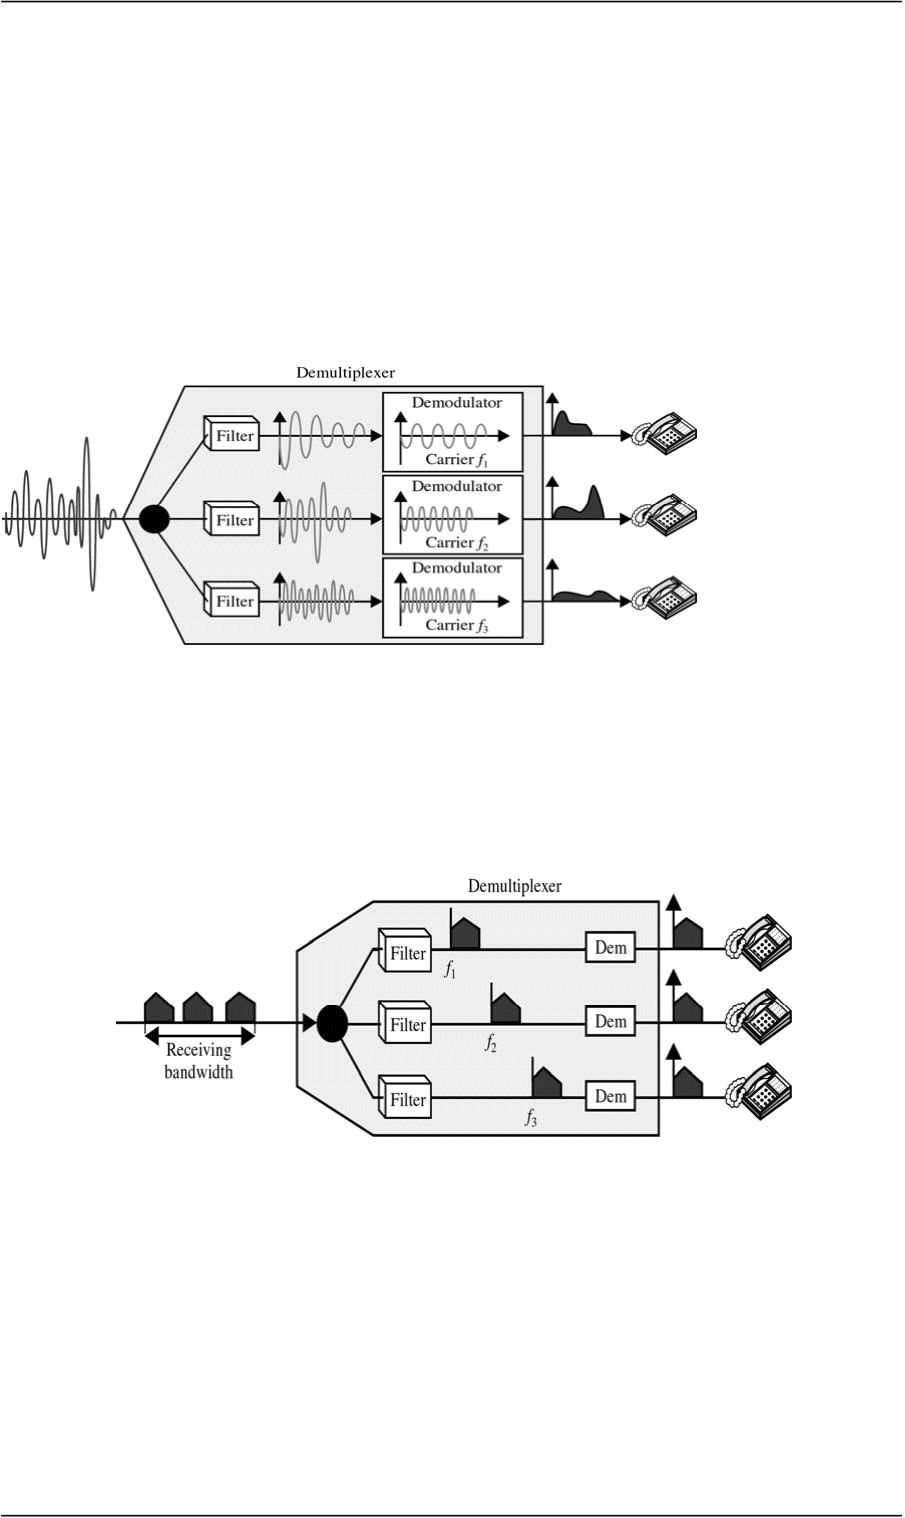 Demultiplexer
Demodulator
Filter
Carrier f1
Demodulator
Filter
Carrier f2
Demodulator
Filter
Carrier f3
Demultiplexer
Filter
Dem
f1
Filter
Dem
f2
Receiving
bandwidth
Filter
Dem
f3